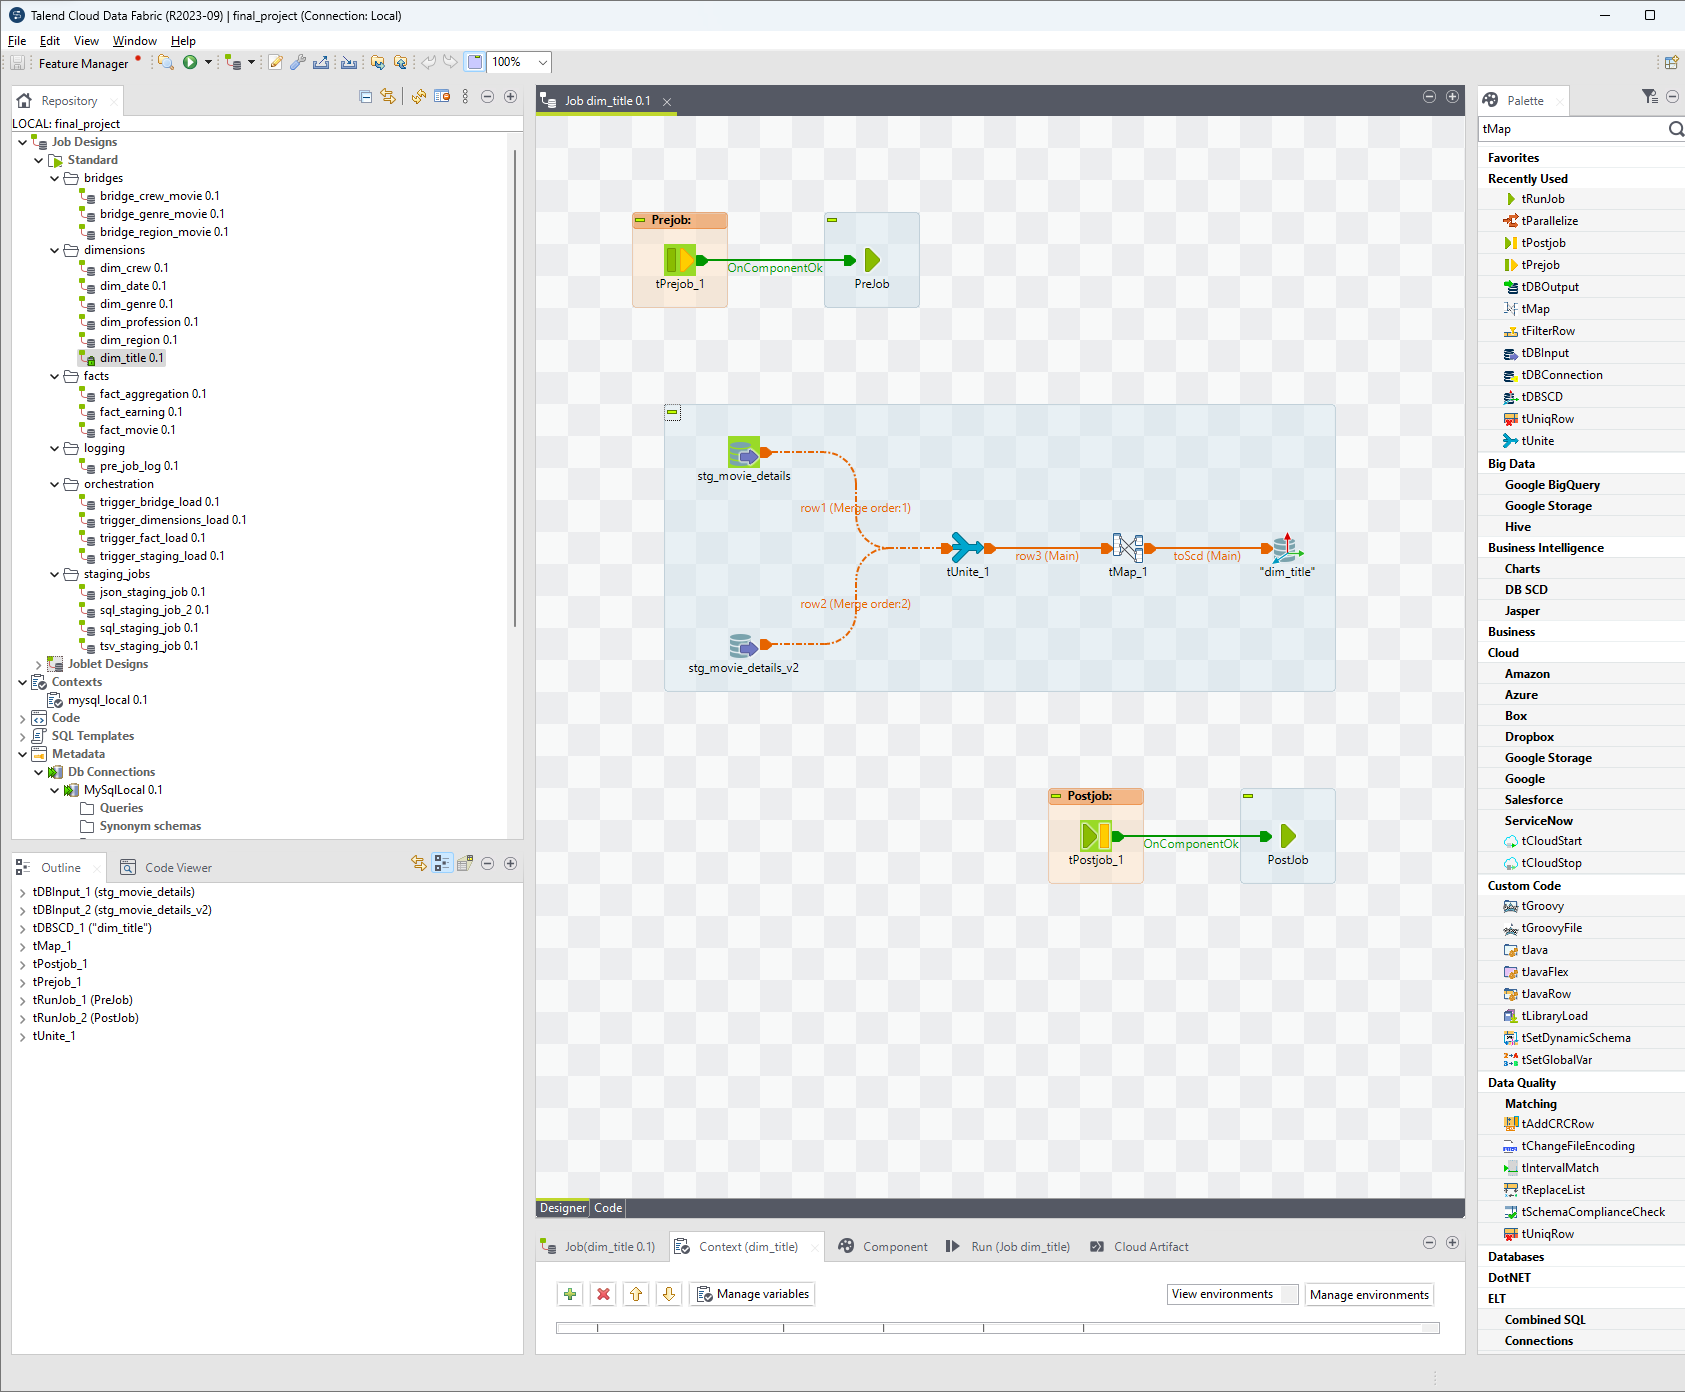 Talend Cloud Data Fabric (R2023-09) | final_project (Connection: Local)
File Edit View Window Help
Feature Manager 100%
Repository
LOCAL: final_project
Job Designs
Standard
bridges
bridge_crew_movie 0.1
bridge_genre_movie 0.1
bridge_region_movie 0.1
dimensions
dim_crew 0.1
dim_date 0.1
dim_genre 0.1
dim_profession 0.1
dim_region 0.1
dim_title 0.1
facts
fact_aggregation 0.1
fact_earning 0.1
fact_movie 0.1
logging
pre_job_log 0.1
orchestration
trigger_bridge_load 0.1
trigger_dimensions_load 0.1
trigger_fact_load 0.1
trigger_staging_load 0.1
staging_jobs
json_staging_job 0.1
sql_staging_job_2 0.1
sql_staging_job 0.1
tsv_staging_job 0.1
Joblet Designs
Contexts
mysql_local 0.1
Code
SQL Templates
Metadata
Db Connections
MySqlLocal 0.1
Queries
Synonym schemas
Outline Code Viewer
tDBInput_1 (stg_movie_details)
tDBInput_2 (stg_movie_details_v2)
tDBSCD_1 ("dim_title")
tMap_1
tPostjob_1
tPrejob_1
tRunJob_1 (PreJob)
tRunJob_2 (PostJob)
tUnite_1
Job dim_title 0.1
Prejob:
OnComponentOk
tPrejob_1 PreJob
stg_movie_details
row1 (Merge order:1)
row3 (Main) toScd (Main)
tUnite_1 tMap_1 "dim_title"
row2 (Merge order:2)
stg_movie_details_v2
Postjob:
OnComponentOk
tPostjob_1 PostJob
Designer Code
Job(dim_title 0.1) Context (dim_title) Component Run (Job dim_title) Cloud Artifact
Manage variables View environments Manage environments
Palette
tMap
Favorites
Recently Used
tRunJob
tParallelize
tPostjob
tPrejob
tDBOutput
tMap
tFilterRow
tDBInput
tDBConnection
tDBSCD
tUniqRow
tUnite
Big Data
Google BigQuery
Google Storage
Hive
Business Intelligence
Charts
DB SCD
Jasper
Business
Cloud
Amazon
Azure
Box
Dropbox
Google Storage
Google
Salesforce
ServiceNow
tCloudStart
tCloudStop
Custom Code
tGroovy
tGroovyFile
tJava
tJavaFlex
tJavaRow
tLibraryLoad
tSetDynamicSchema
tSetGlobalVar
Data Quality
Matching
tAddCRCRow
tChangeFileEncoding
tIntervalMatch
tReplaceList
tSchemaComplianceCheck
tUniqRow
Databases
DotNET
ELT
Combined SQL
Connections